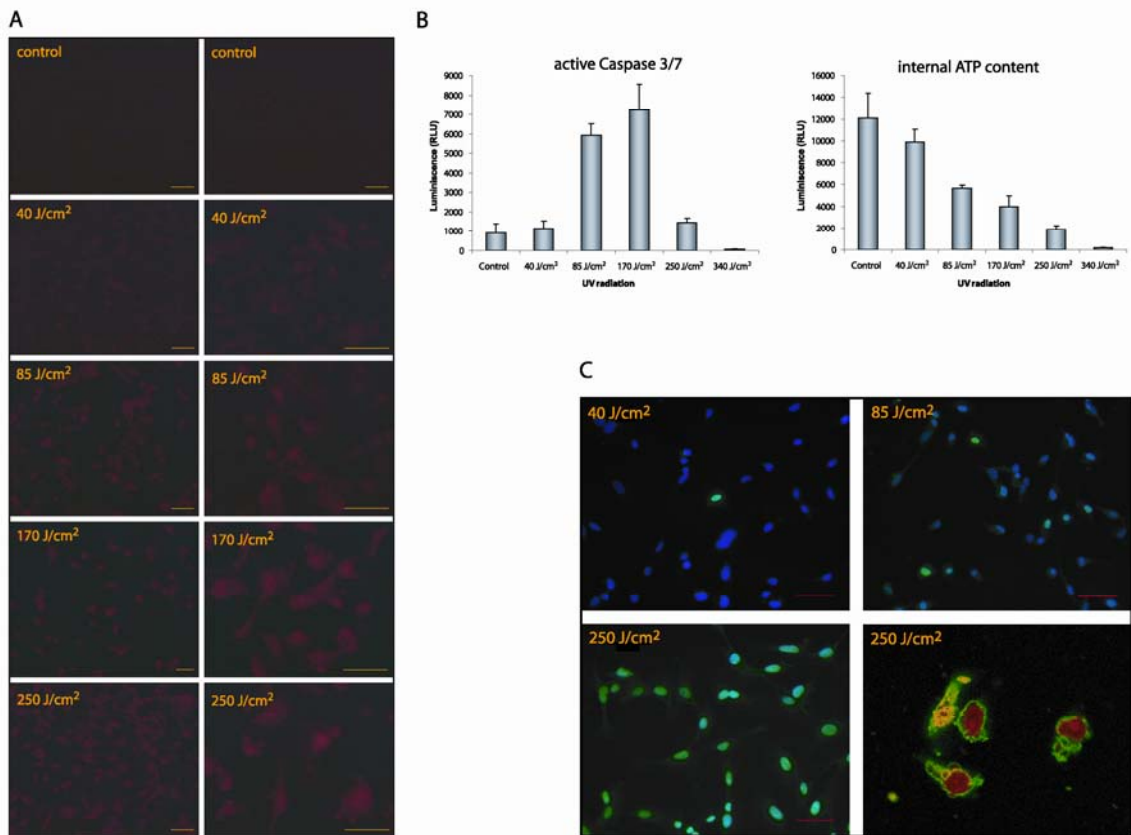 A
control
control
40 J/cm²
40 J/cm²
85 J/cm²
85 J/cm²
170 J/cm²
170 J/cm²
250 J/cm²
250 J/cm²
B
active Caspase 3/7
Luminiscence (RLU)
9000
8000
7000
6000
5000
4000
3000
2000
1000
0
Control 40 J/cm² 85 J/cm² 170 J/cm² 250 J/cm² 340 J/cm²
UV radiation
internal ATP content
Luminiscence (RLU)
16000
14000
12000
10000
8000
6000
4000
2000
0
Control 40 J/cm² 85 J/cm² 170 J/cm² 250 J/cm² 340 J/cm²
UV radiation
C
40 J/cm²
85 J/cm²
250 J/cm²
250 J/cm²